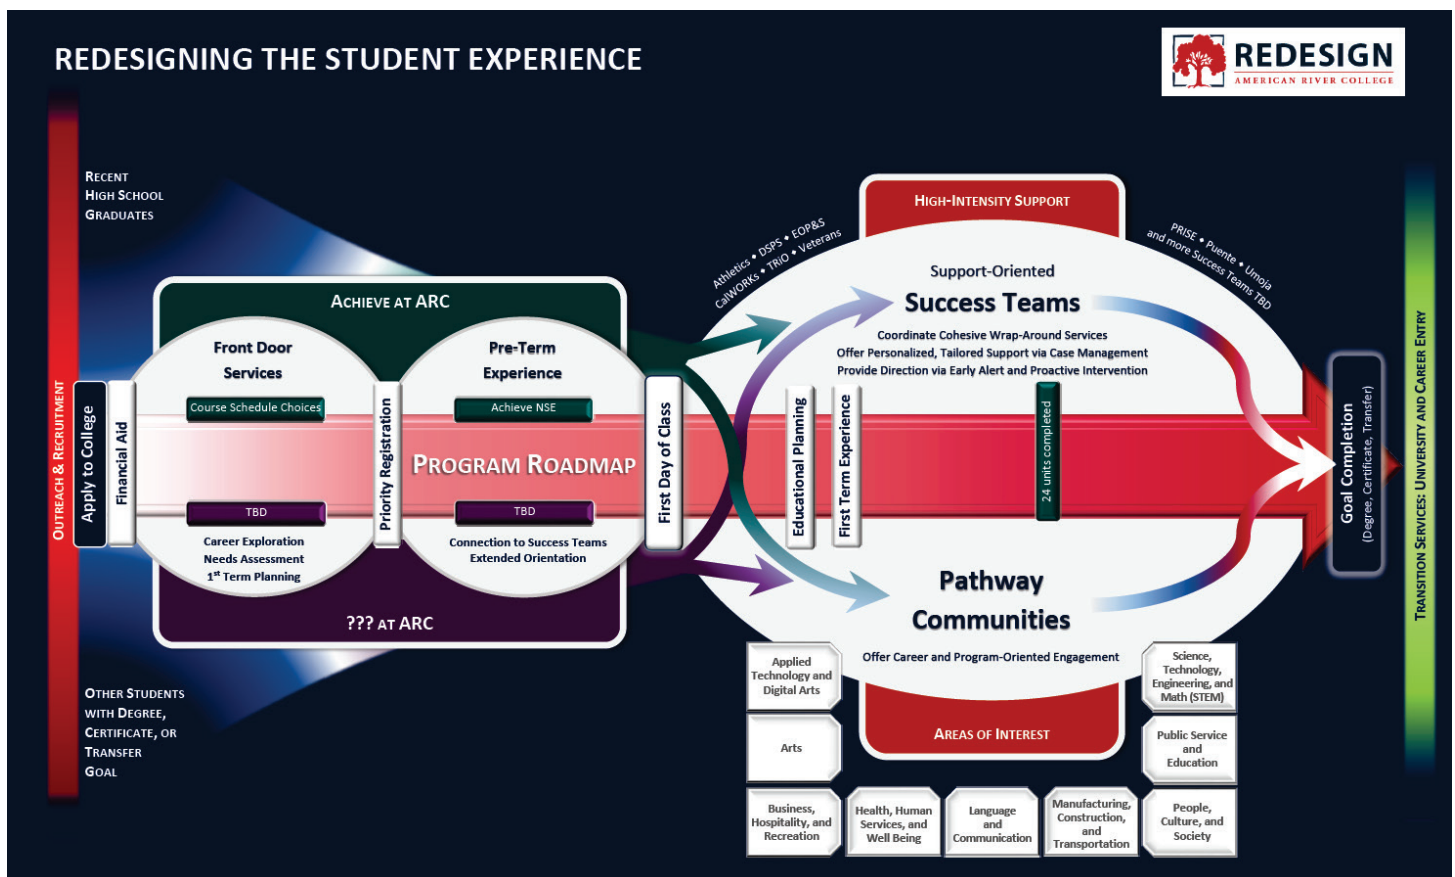 REDESIGNING THE STUDENT EXPERIENCE
REDESIGN
AMERICAN RIVER COLLEGE
OUTREACH & RECRUITMENT
RECENT
HIGH SCHOOL
GRADUATES
OTHER STUDENTS
WITH DEGREE,
CERTIFICATE, OR
TRANSFER
GOAL
Apply to College
Financial Aid
ACHIEVE AT ARC
Front Door
Services
Course Schedule Choices
TBD
Career Exploration
Needs Assessment
1st Term Planning
Priority Registration
Pre-Term
Experience
Achieve NSE
PROGRAM ROADMAP
TBD
Connection to Success Teams
Extended Orientation
??? AT ARC
First Day of Class
HIGH-INTENSITY SUPPORT
Athletics ♦ DSPS ♦ EOP&S
CalWORKs ♦ TRiO ♦ Veterans
PRISE ♦ Puente ♦ Umoja
and more Success Teams TBD
Support-Oriented
Success Teams
Coordinate Cohesive Wrap-Around Services
Offer Personalized, Tailored Support via Case Management
Provide Direction via Early Alert and Proactive Intervention
Educational Planning
First Term Experience
24 units completed
Pathway
Communities
Offer Career and Program-Oriented Engagement
AREAS OF INTEREST
Applied
Technology and
Digital Arts
Arts
Business,
Hospitality, and
Recreation
Health, Human
Services, and
Well Being
Language
and
Communication
Manufacturing,
Construction,
and
Transportation
People,
Culture, and
Society
Public Service
and
Education
Science,
Technology,
Engineering, and
Math (STEM)
Goal Completion
(Degree, Certificate, Transfer)
TRANSITION SERVICES: UNIVERSITY AND CAREER ENTRY